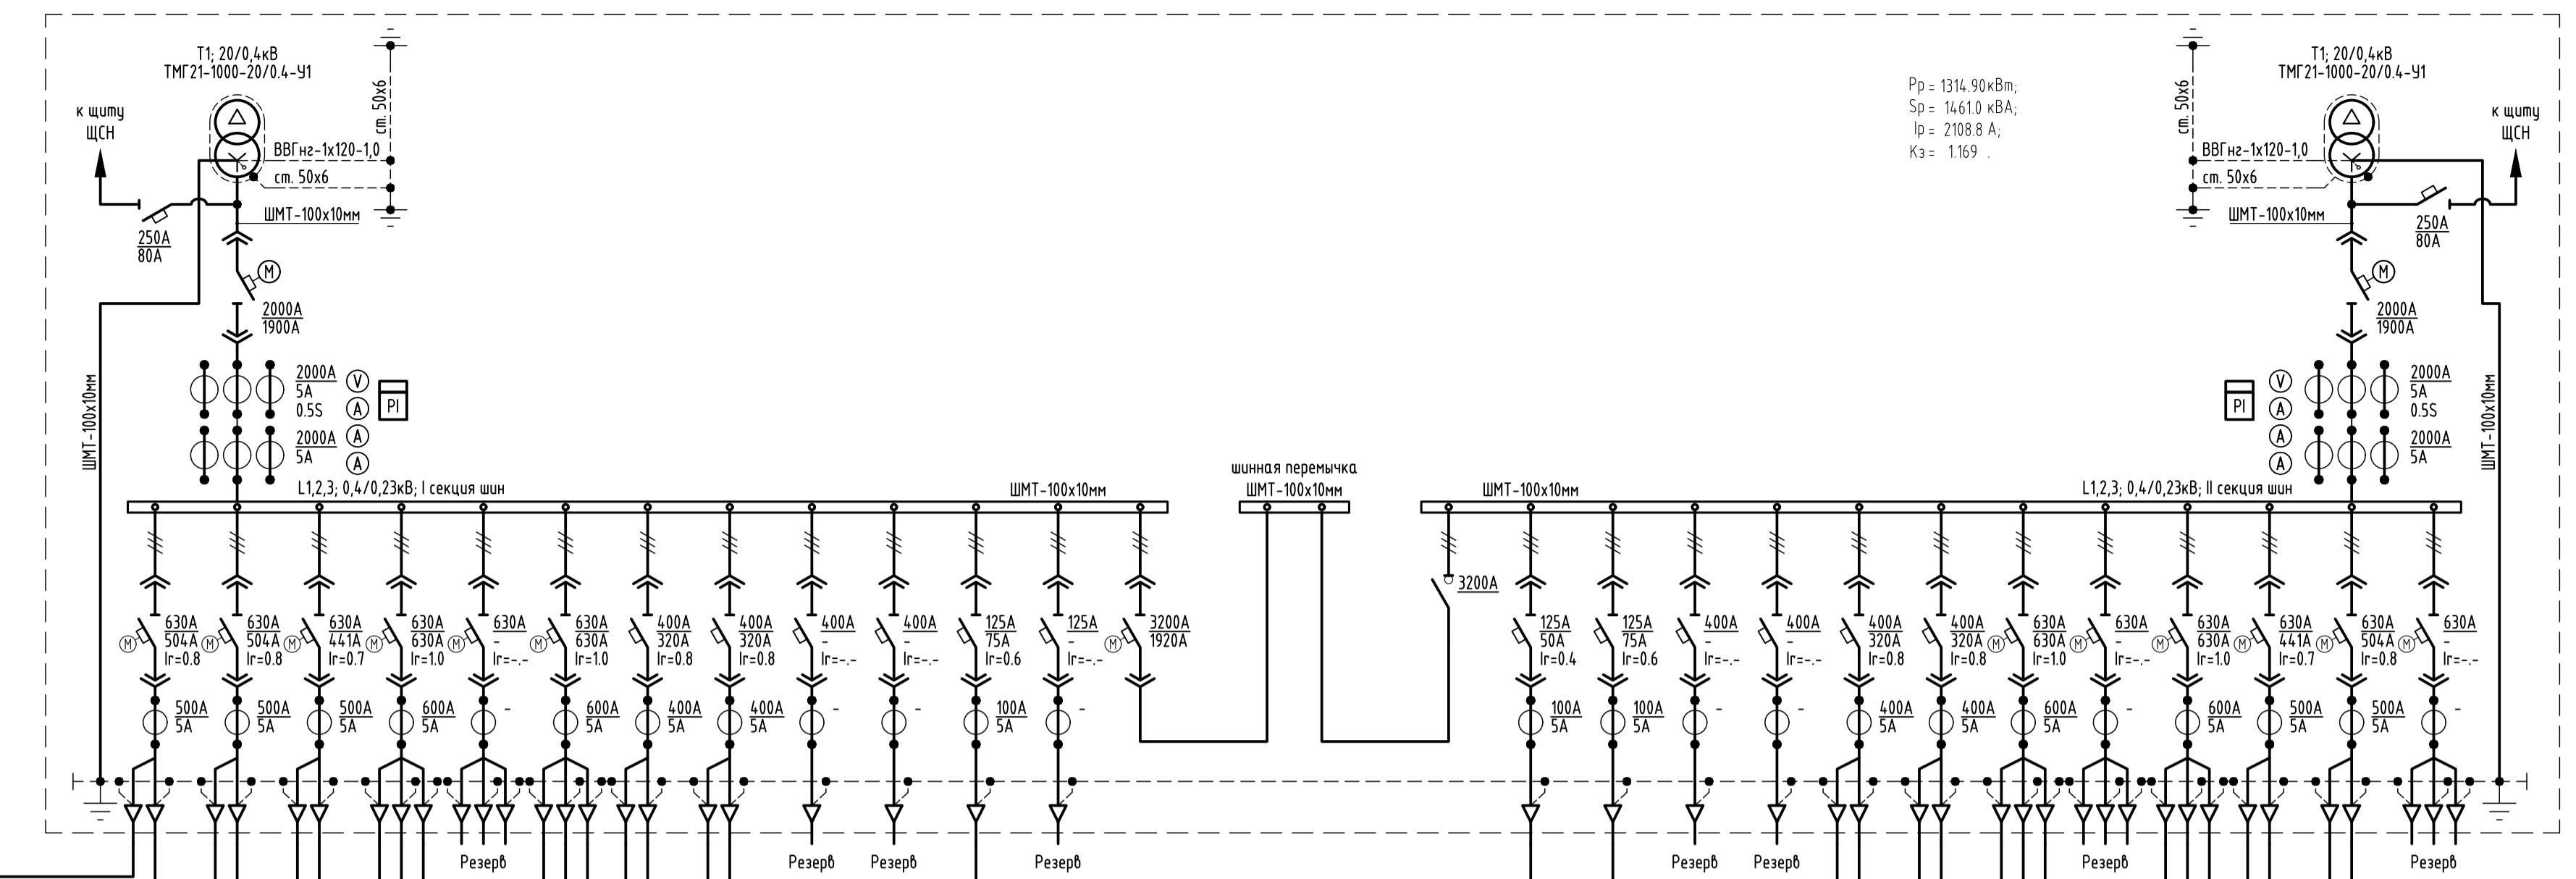 Т1; 20/0,4кВ
ТМГ21-1000-20/0.4-У1
к щиту
ЩСН
ст. 50х6
ВВГнг-1х120-1,0
ст. 50х6
ШМТ-100х10мм
250А
80А
М
2000А
1900А
ШМТ-100х10мм
2000А
5А
0.5S
2000А
5А
V
A
A
A
PI
L1,2,3; 0,4/0,23кВ; I секция шин
ШМТ-100х10мм
шинная перемычка
ШМТ-100х10мм
Pр = 1314.90кВт;
Sр = 1461.0 кВА;
Iр = 2108.8 А;
Кз = 1.169 .
Т1; 20/0,4кВ
ТМГ21-1000-20/0.4-У1
к щиту
ЩСН
ст. 50х6
ВВГнг-1х120-1,0
ст. 50х6
ШМТ-100х10мм
250А
80А
М
2000А
1900А
ШМТ-100х10мм
2000А
5А
0.5S
2000А
5А
V
A
A
A
PI
ШМТ-100х10мм
L1,2,3; 0,4/0,23кВ; II секция шин
М 630А 504А Ir=0.8
М 630А 504А Ir=0.8
М 630А 441А Ir=0.7
М 630А 630А Ir=1.0
М 630А - Ir=-.-
М 630А 630А Ir=1.0
400А 320А Ir=0.8
400А 320А Ir=0.8
400А - Ir=-.-
400А - Ir=-.-
125А 75А Ir=0.6
125А - Ir=-.-
М 3200А 1920А
3200А
125А 50А Ir=0.4
125А 75А Ir=0.6
400А - Ir=-.-
400А - Ir=-.-
400А 320А Ir=0.8
400А 320А Ir=0.8
М 630А 630А Ir=1.0
М 630А - Ir=-.-
М 630А 630А Ir=1.0
М 630А 441А Ir=0.7
М 630А 504А Ir=0.8
М 630А - Ir=-.-
500А 5А
500А 5А
500А 5А
600А 5А
-
600А 5А
400А 5А
400А 5А
-
-
100А 5А
-
100А 5А
100А 5А
-
-
400А 5А
400А 5А
600А 5А
-
600А 5А
500А 5А
500А 5А
-
Резерв
Резерв
Резерв
Резерв
Резерв
Резерв
Резерв
Резерв